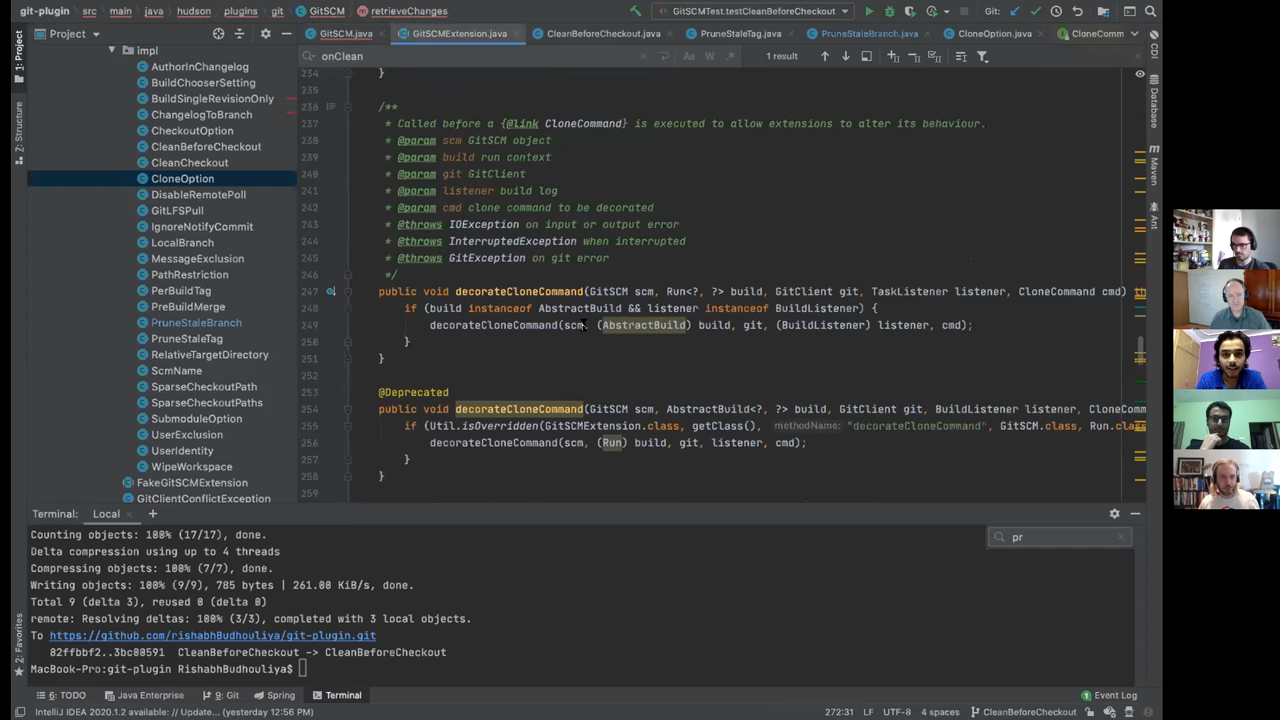 git-plugin src main java hudson plugins git GitSCM retrieveChanges GitSCMTest.testCleanBeforeCheckout Git:
Project GitSCM.java GitSCMExtension.java CleanBeforeCheckout.java PruneStaleTag.java PruneStaleBranch.java CloneOption.java CloneComm
onClean W 1 result
impl
AuthorInChangelog
BuildChooserSetting
BuildSingleRevisionOnly
ChangelogToBranch
CheckoutOption
CleanBeforeCheckout
CleanCheckout
CloneOption
DisableRemotePoll
GitLFSPull
IgnoreNotifyCommit
LocalBranch
MessageExclusion
PathRestriction
PerBuildTag
PreBuildMerge
PruneStaleBranch
PruneStaleTag
RelativeTargetDirectory
ScmName
SparseCheckoutPath
SparseCheckoutPaths
SubmoduleOption
UserExclusion
UserIdentity
WipeWorkspace
FakeGitSCMExtension
GitClientConflictException
234 }
235
236 /**
237 * Called before a {@link CloneCommand} is executed to allow extensions to alter its behaviour.
238 * @param scm GitSCM object
239 * @param build run context
240 * @param git GitClient
241 * @param listener build log
242 * @param cmd clone command to be decorated
243 * @throws IOException on input or output error
244 * @throws InterruptedException when interrupted
245 * @throws GitException on git error
246 */
247 public void decorateCloneCommand(GitSCM scm, Run<?, ?> build, GitClient git, TaskListener listener, CloneCommand cmd) t
248 if (build instanceof AbstractBuild && listener instanceof BuildListener) {
249 decorateCloneCommand(scm, (AbstractBuild) build, git, (BuildListener) listener, cmd);
250 }
251 }
252
253 @Deprecated
254 public void decorateCloneCommand(GitSCM scm, AbstractBuild<?, ?> build, GitClient git, BuildListener listener, CloneComm
255 if (Util.isOverridden(GitSCMExtension.class, getClass(), methodName: "decorateCloneCommand", GitSCM.class, Run.clas
256 decorateCloneCommand(scm, (Run) build, git, listener, cmd);
257 }
258 }
259
1: Project
7: Structure
2: Favorites
CDI
Database
Maven
Ant
Terminal: Local
pr
Counting objects: 100% (17/17), done.
Delta compression using up to 4 threads
Compressing objects: 100% (7/7), done.
Writing objects: 100% (9/9), 785 bytes | 261.00 KiB/s, done.
Total 9 (delta 3), reused 0 (delta 0)
remote: Resolving deltas: 100% (3/3), completed with 3 local objects.
To https://github.com/rishabhBudhouliya/git-plugin.git
82ffbbf2..3bc00591 CleanBeforeCheckout -> CleanBeforeCheckout
MacBook-Pro:git-plugin RishabhBudhouliya$
6: TODO Java Enterprise 9: Git Spring Terminal Event Log
IntelliJ IDEA 2020.1.2 available: // Update... (yesterday 12:56 PM) 272:31 LF UTF-8 4 spaces CleanBeforeCheckout